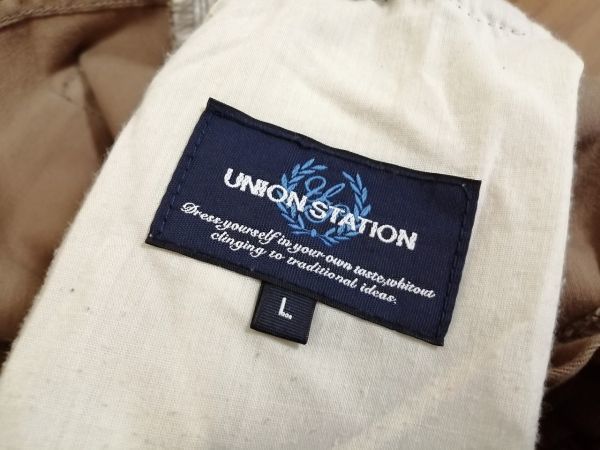 UNION STATION
Dress yourself in your own taste, whitout
clinging to traditional ideas.
L